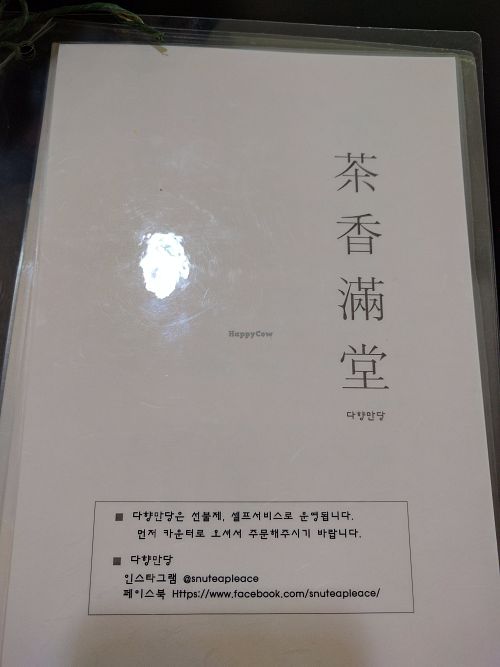 茶香滿堂
다향만당
HappyCow
■ 다향만당은 선불제, 셀프서비스로 운영됩니다.
먼저 카운터로 오셔서 주문해주시기 바랍니다.
■ 다향만당
인스타그램 @snuteapleace
페이스북 Https://www.facebook.com/snuteapleace/